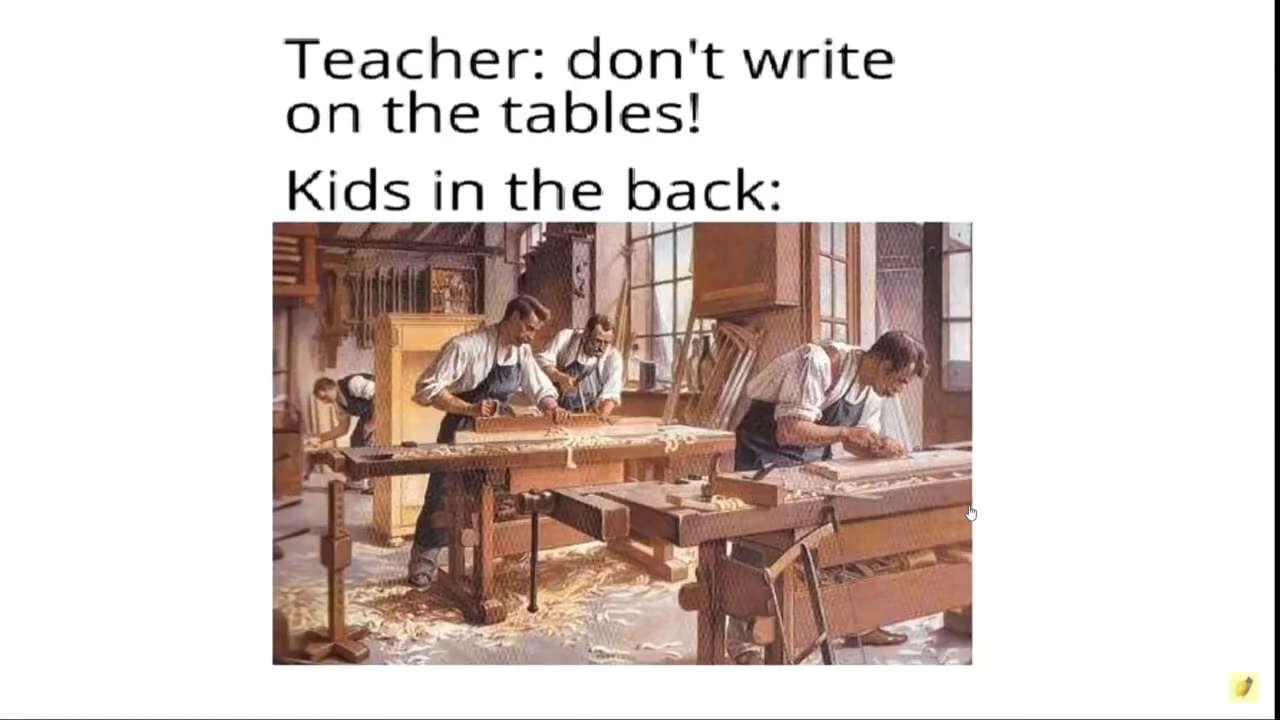 Teacher: don't write
on the tables!
Kids in the back: